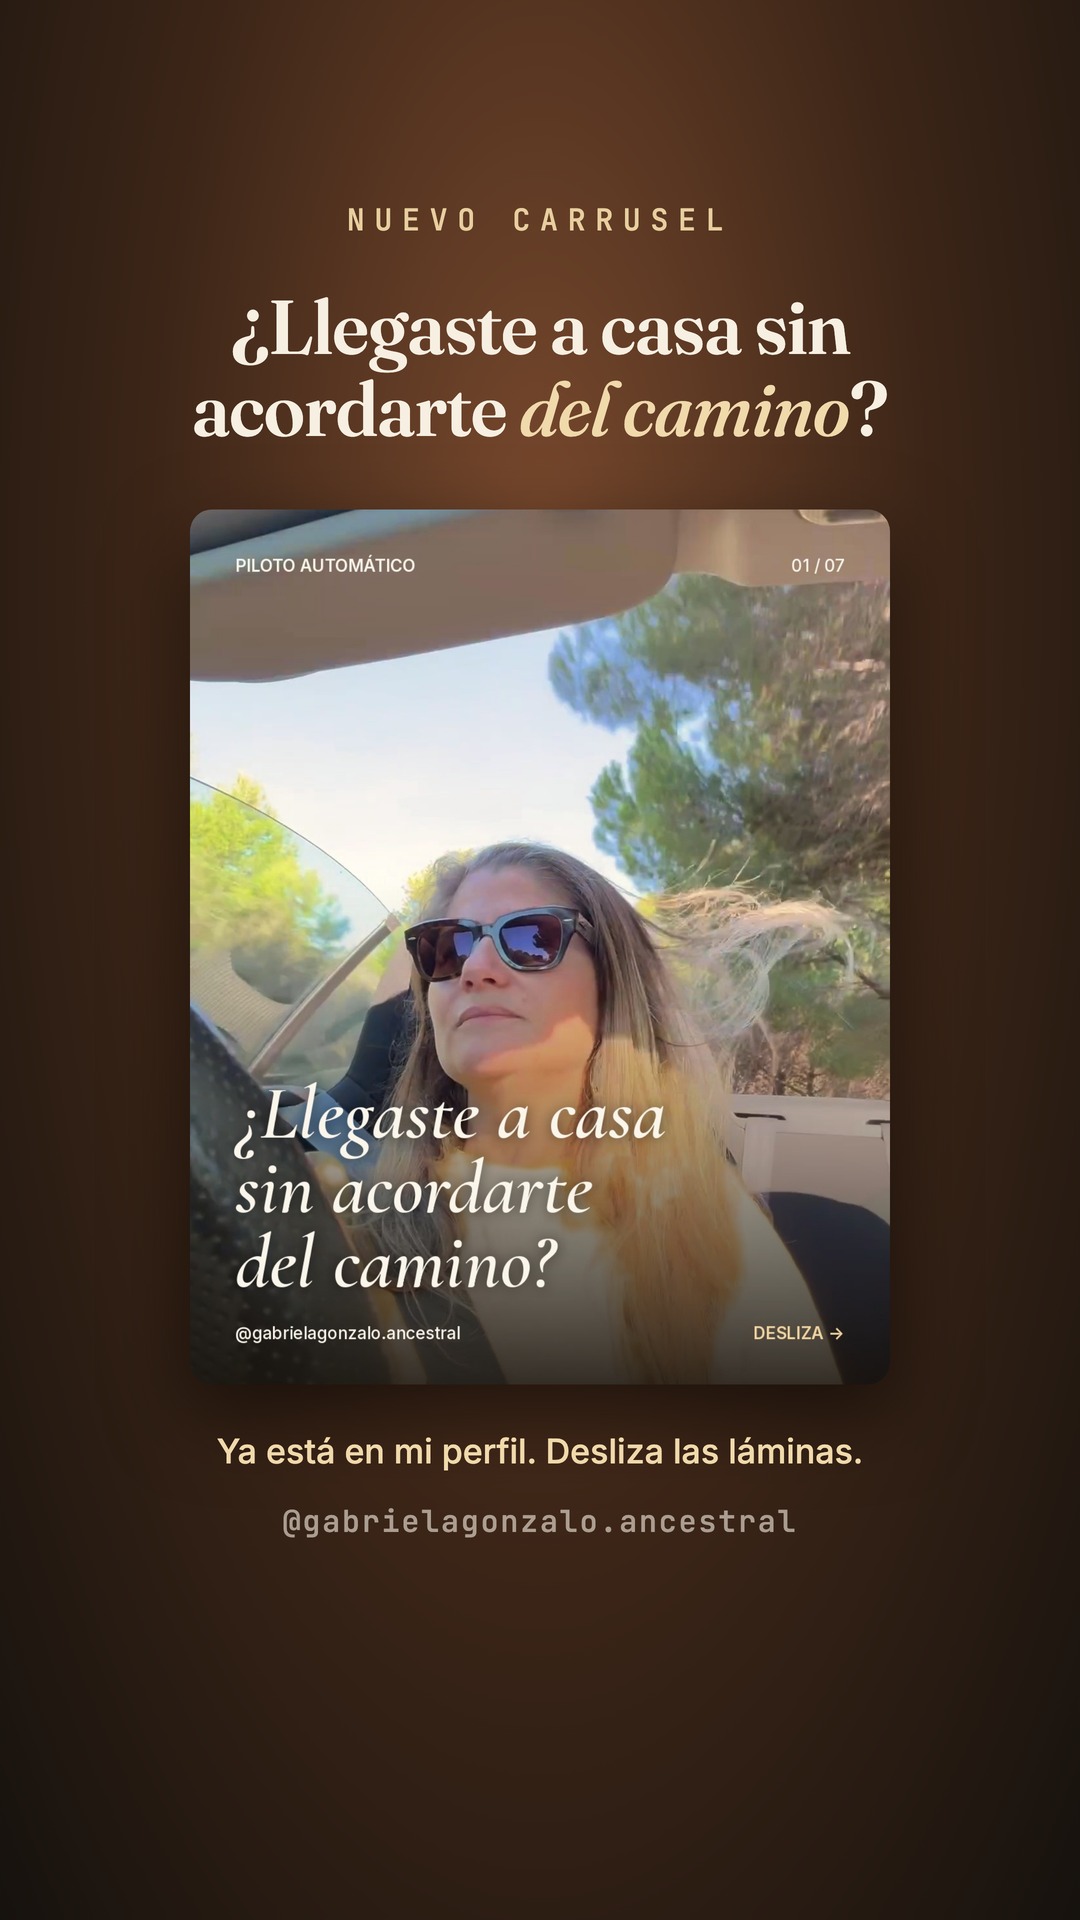 NUEVO CARRUSEL
¿Llegaste a casa sin
acordarte del camino?
PILOTO AUTOMÁTICO
01 / 07
¿Llegaste a casa
sin acordarte
del camino?
@gabrielagonzalo.ancestral
DESLIZA →
Ya está en mi perfil. Desliza las láminas.
@gabrielagonzalo.ancestral